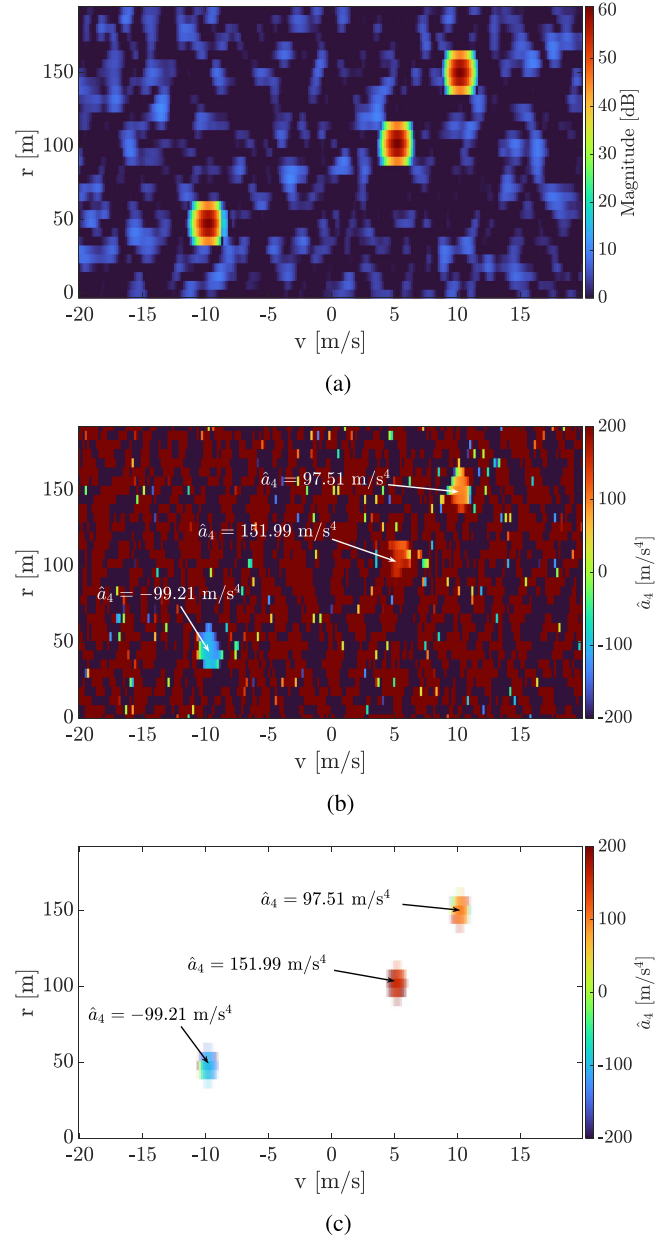 60
50
40
30
20
10
0
Magnitude [dB]
150
100
50
0
r [m]
-20 -15 -10 -5 0 5 10 15
v [m/s]
(a)
200
100
0
-100
-200
â₄ [m/s⁴]
150
100
50
0
r [m]
â₄ = 97.51 m/s⁴
â₄ = 151.99 m/s⁴
â₄ = −99.21 m/s⁴
-20 -15 -10 -5 0 5 10 15
v [m/s]
(b)
200
100
0
-100
-200
â₄ [m/s⁴]
150
100
50
0
r [m]
â₄ = 97.51 m/s⁴
â₄ = 151.99 m/s⁴
â₄ = −99.21 m/s⁴
-20 -15 -10 -5 0 5 10 15
v [m/s]
(c)